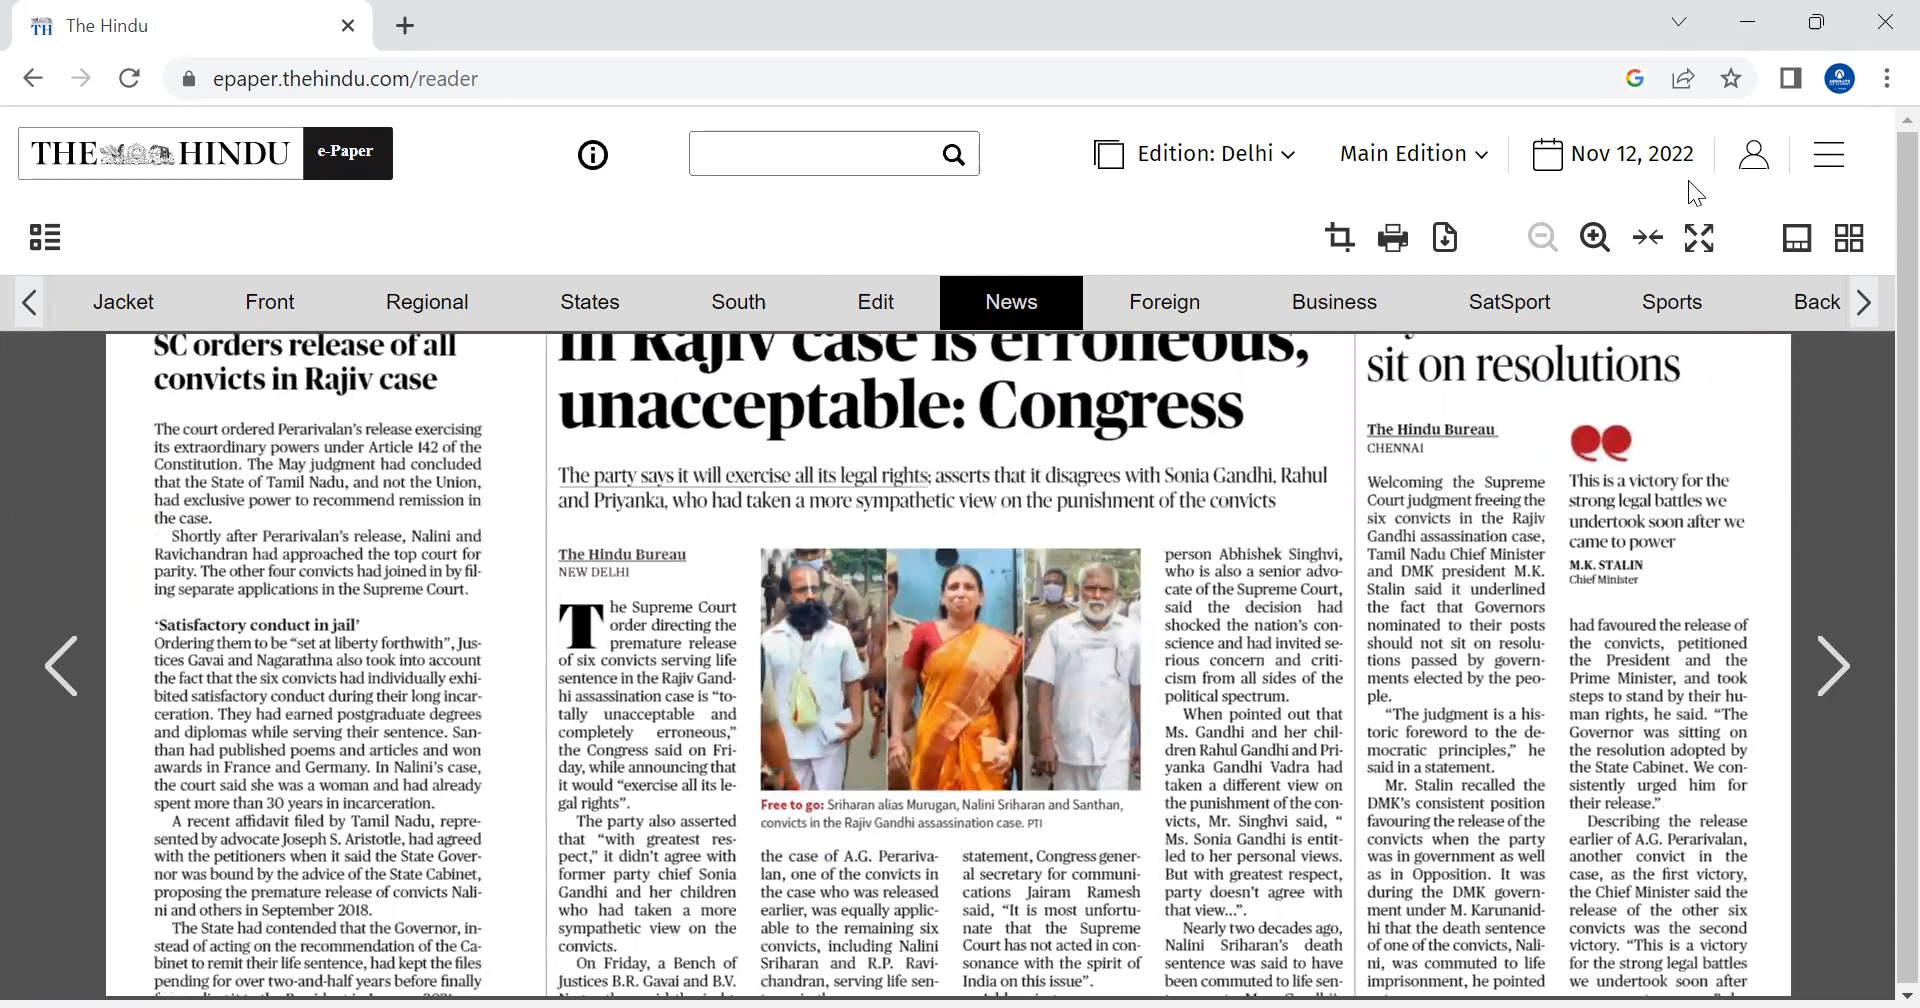 The Hindu
epaper.thehindu.com/reader
THE HINDU e-Paper
Edition: Delhi
Main Edition
Nov 12, 2022
Jacket Front Regional States South Edit News Foreign Business SatSport Sports Back
SC orders release of all
convicts in Rajiv case
The court ordered Perarivalan's release exercising
its extraordinary powers under Article 142 of the
Constitution. The May judgment had concluded
that the State of Tamil Nadu, and not the Union,
had exclusive power to recommend remission in
the case.
Shortly after Perarivalan's release, Nalini and
Ravichandran had approached the top court for
parity. The other four convicts had joined in by fil-
ing separate applications in the Supreme Court.
'Satisfactory conduct in jail'
Ordering them to be "set at liberty forthwith", Jus-
tices Gavai and Nagarathna also took into account
the fact that the six convicts had individually exhi-
bited satisfactory conduct during their long incar-
ceration. They had earned postgraduate degrees
and diplomas while serving their sentence. San-
than had published poems and articles and won
awards in France and Germany. In Nalini's case,
the court said she was a woman and had already
spent more than 30 years in incarceration.
A recent affidavit filed by Tamil Nadu, repre-
sented by advocate Joseph S. Aristotle, had agreed
with the petitioners when it said the State Gover-
nor was bound by the advice of the State Cabinet,
proposing the premature release of convicts Nali-
ni and others in September 2018.
The State had contended that the Governor, in-
stead of acting on the recommendation of the Ca-
binet to remit their life sentence, had kept the files
pending for over two-and-half years before finally
in Rajiv case is erroneous,
unacceptable: Congress
The party says it will exercise all its legal rights; asserts that it disagrees with Sonia Gandhi, Rahul
and Priyanka, who had taken a more sympathetic view on the punishment of the convicts
The Hindu Bureau
NEW DELHI
The Supreme Court
order directing the
premature release
of six convicts serving life
sentence in the Rajiv Gand-
hi assassination case is "to-
tally unacceptable and
completely erroneous,"
the Congress said on Fri-
day, while announcing that
it would "exercise all its le-
gal rights".
The party also asserted
that "with greatest res-
pect," it didn't agree with
former party chief Sonia
Gandhi and her children
who had taken a more
sympathetic view on the
convicts.
On Friday, a Bench of
Justices B.R. Gavai and B.V.
Free to go: Sriharan alias Murugan, Nalini Sriharan and Santhan,
convicts in the Rajiv Gandhi assassination case. PTI
the case of A.G. Perariva-
lan, one of the convicts in
the case who was released
earlier, was equally applic-
able to the remaining six
convicts, including Nalini
Sriharan and R.P. Ravi-
chandran, serving life sen-
statement, Congress gener-
al secretary for communi-
cations Jairam Ramesh
said, "It is most unfortu-
nate that the Supreme
Court has not acted in con-
sonance with the spirit of
India on this issue".
person Abhishek Singhvi,
who is also a senior advo-
cate of the Supreme Court,
said the decision had
shocked the nation's con-
science and had invited se-
rious concern and criti-
cism from all sides of the
political spectrum.
When pointed out that
Ms. Gandhi and her chil-
dren Rahul Gandhi and Pri-
yanka Gandhi Vadra had
taken a different view on
the punishment of the con-
victs, Mr. Singhvi said, "
Ms. Sonia Gandhi is entit-
led to her personal views.
But with greatest respect,
party doesn't agree with
that view...".
Nearly two decades ago,
Nalini Sriharan's death
sentence was said to have
been commuted to life sen-
sit on resolutions
The Hindu Bureau
CHENNAI
Welcoming the Supreme
Court judgment freeing the
six convicts in the Rajiv
Gandhi assassination case,
Tamil Nadu Chief Minister
and DMK president M.K.
Stalin said it underlined
the fact that Governors
nominated to their posts
should not sit on resolu-
tions passed by govern-
ments elected by the peo-
ple.
"The judgment is a his-
toric foreword to the de-
mocratic principles," he
said in a statement.
Mr. Stalin recalled the
DMK's consistent position
favouring the release of the
convicts when the party
was in government as well
as in Opposition. It was
during the DMK govern-
ment under M. Karunanid-
hi that the death sentence
of one of the convicts, Nali-
ni, was commuted to life
imprisonment, he pointed
This is a victory for the
strong legal battles we
undertook soon after we
came to power
M.K. STALIN
Chief Minister
had favoured the release of
the convicts, petitioned
the President and the
Prime Minister, and took
steps to stand by their hu-
man rights, he said. "The
Governor was sitting on
the resolution adopted by
the State Cabinet. We con-
sistently urged him for
their release."
Describing the release
earlier of A.G. Perarivalan,
another convict in the
case, as the first victory,
the Chief Minister said the
release of the other six
convicts was the second
victory. "This is a victory
for the strong legal battles
we undertook soon after